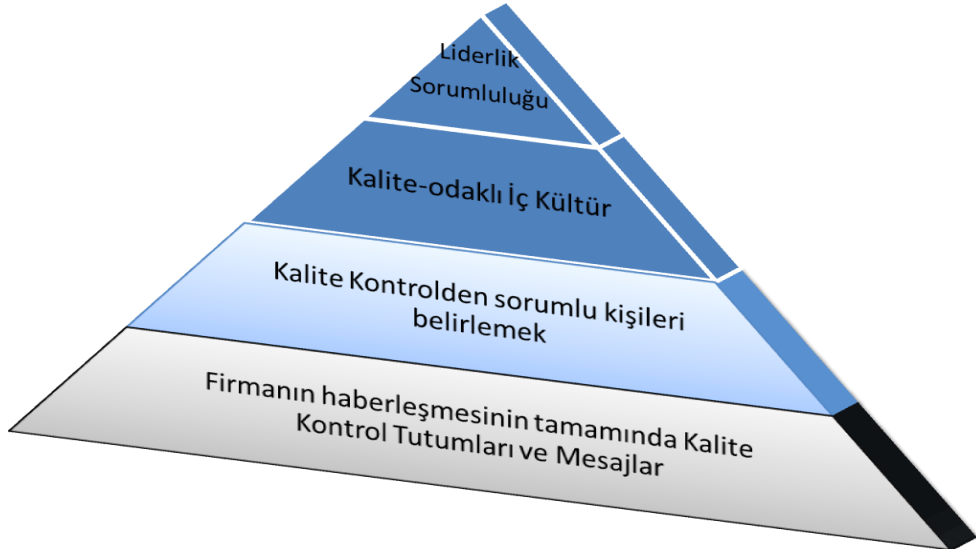 Liderlik
Sorumluluğu
Kalite-odaklı İç Kültür
Kalite Kontrolden sorumlu kişileri
belirlemek
Firmanın haberleşmesinin tamamında Kalite
Kontrol Tutumları ve Mesajlar